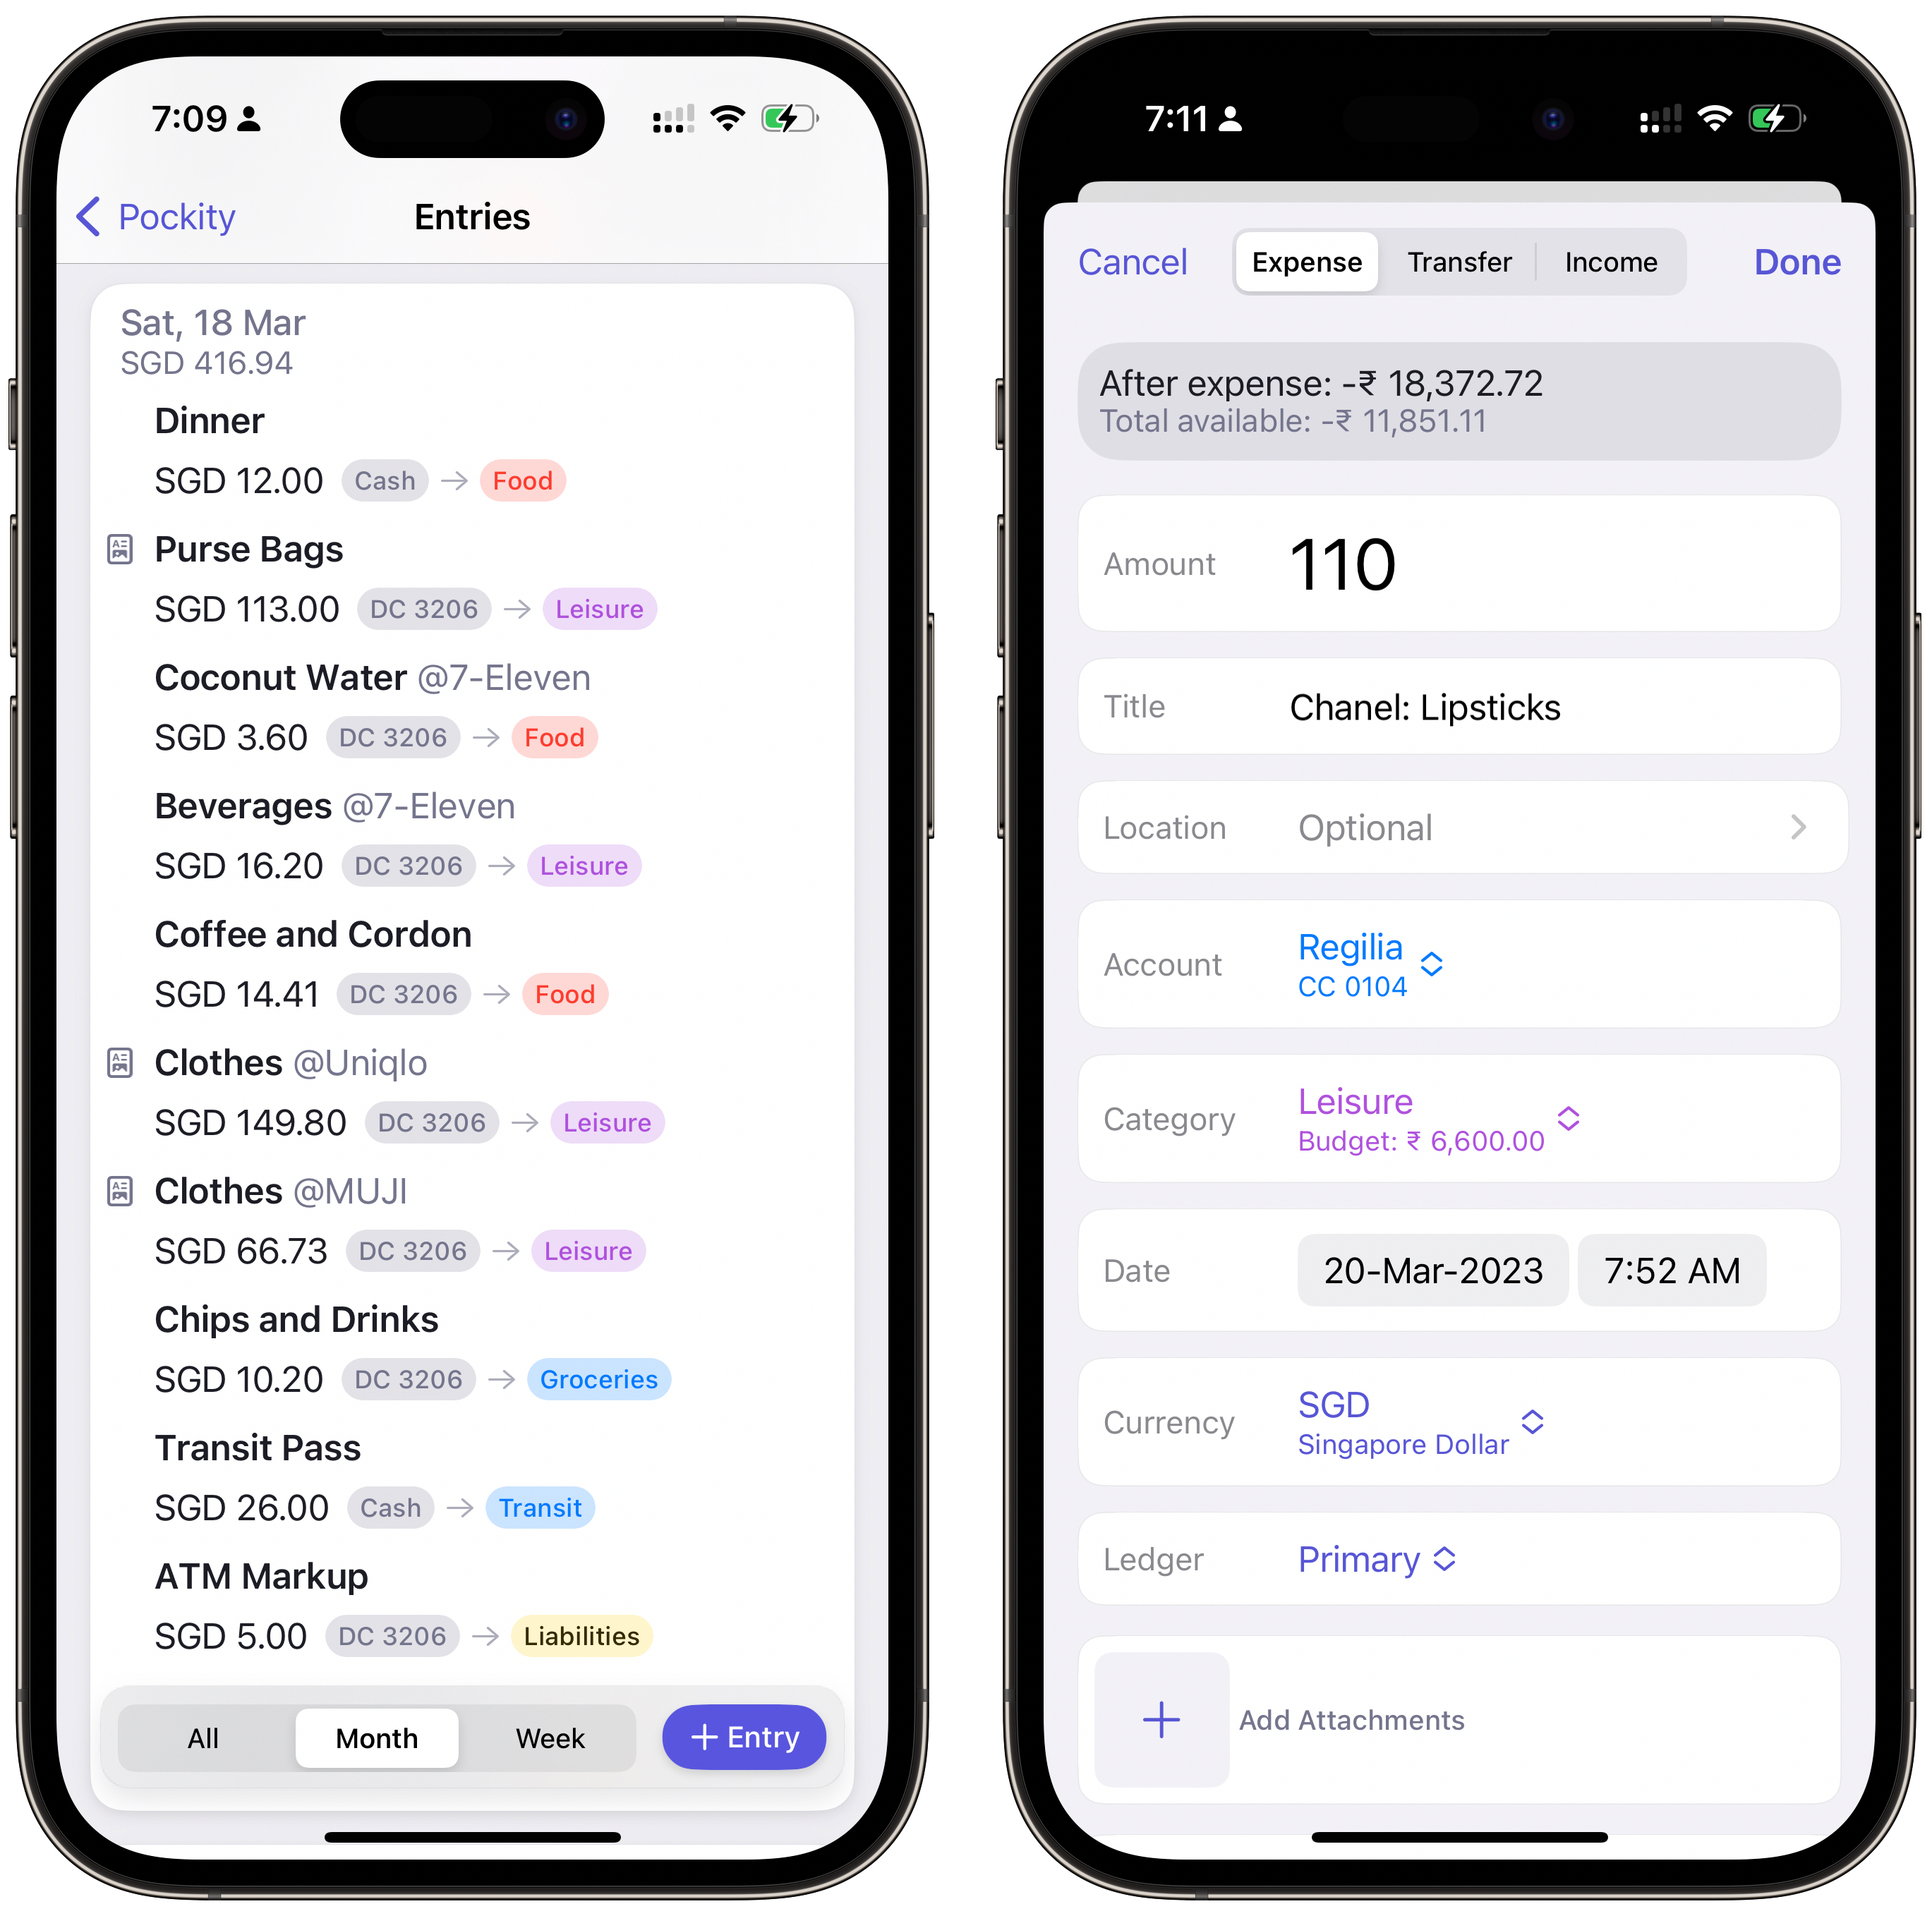 7:09
Pockity
Entries
Sat, 18 Mar
SGD 416.94
Dinner
SGD 12.00 Cash → Food
Purse Bags
SGD 113.00 DC 3206 → Leisure
Coconut Water @7-Eleven
SGD 3.60 DC 3206 → Food
Beverages @7-Eleven
SGD 16.20 DC 3206 → Leisure
Coffee and Cordon
SGD 14.41 DC 3206 → Food
Clothes @Uniqlo
SGD 149.80 DC 3206 → Leisure
Clothes @MUJI
SGD 66.73 DC 3206 → Leisure
Chips and Drinks
SGD 10.20 DC 3206 → Groceries
Transit Pass
SGD 26.00 Cash → Transit
ATM Markup
SGD 5.00 DC 3206 → Liabilities
All Month Week + Entry
7:11
Cancel Expense Transfer Income Done
After expense: -₹ 18,372.72
Total available: -₹ 11,851.11
Amount 110
Title Chanel: Lipsticks
Location Optional
Account Regilia
CC 0104
Category Leisure
Budget: ₹ 6,600.00
Date 20-Mar-2023 7:52 AM
Currency SGD
Singapore Dollar
Ledger Primary
+ Add Attachments